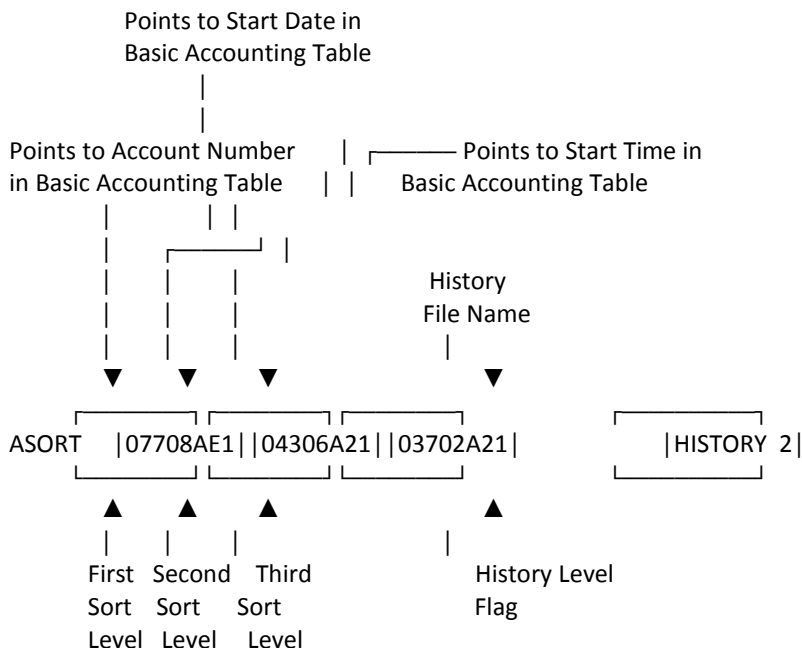 Points to Start Date in
Basic Accounting Table
Points to Account Number
Points to Start Time in
in Basic Accounting Table
Basic Accounting Table
History
File Name
ASORT |07708AE1||04306A21||03702A21| |HISTORY 2|
First Second Third History Level
Sort Sort Sort Flag
Level Level Level